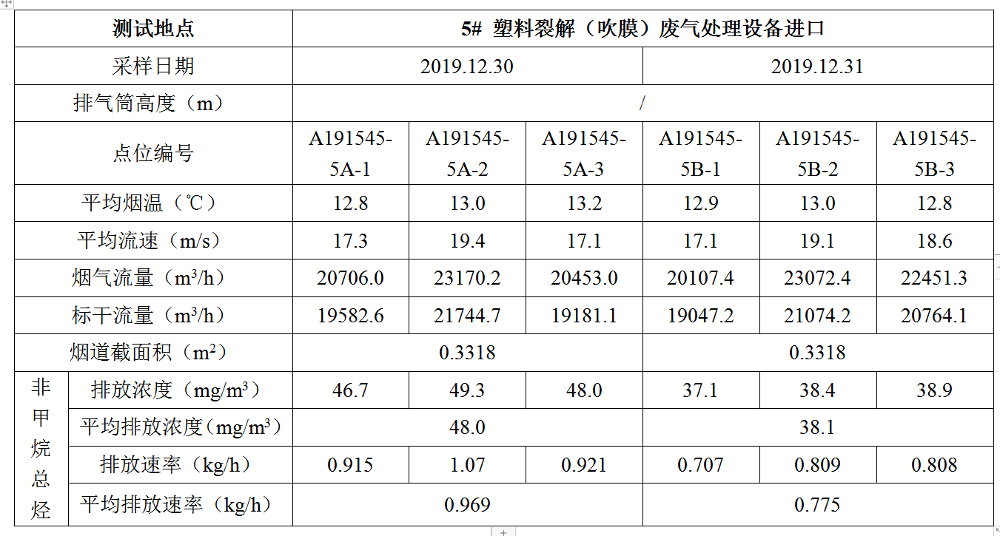 测试地点 5# 塑料裂解（吹膜）废气处理设备进口
采样日期 2019.12.30 2019.12.31
排气筒高度（m） /
点位编号 A191545-5A-1 A191545-5A-2 A191545-5A-3 A191545-5B-1 A191545-5B-2 A191545-5B-3
平均烟温（℃） 12.8 13.0 13.2 12.9 13.0 12.8
平均流速（m/s） 17.3 19.4 17.1 17.1 19.1 18.6
烟气流量（m³/h） 20706.0 23170.2 20453.0 20107.4 23072.4 22451.3
标干流量（m³/h） 19582.6 21744.7 19181.1 19047.2 21074.2 20764.1
烟道截面积（m²） 0.3318 0.3318
非甲烷总烃
排放浓度（mg/m³） 46.7 49.3 48.0 37.1 38.4 38.9
平均排放浓度（mg/m³） 48.0 38.1
排放速率（kg/h） 0.915 1.07 0.921 0.707 0.809 0.808
平均排放速率（kg/h） 0.969 0.775